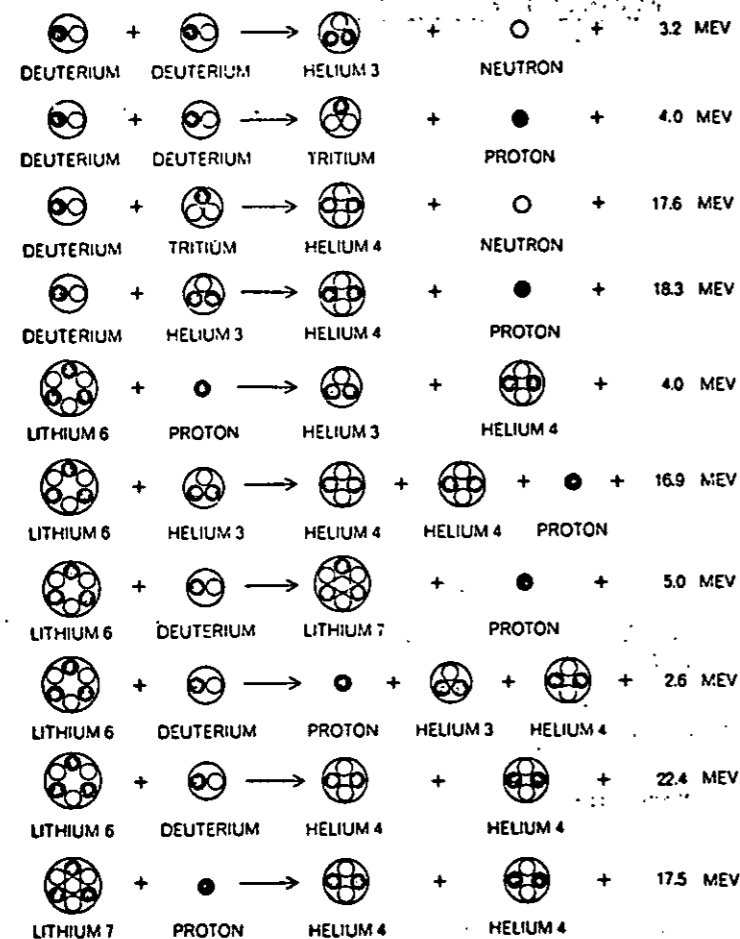 + → + + 3.2 MEV
DEUTERIUM DEUTERIUM HELIUM 3 NEUTRON
+ → + + 4.0 MEV
DEUTERIUM DEUTERIUM TRITIUM PROTON
+ → + + 17.6 MEV
DEUTERIUM TRITIUM HELIUM 4 NEUTRON
+ → + + 18.3 MEV
DEUTERIUM HELIUM 3 HELIUM 4 PROTON
+ → + + 4.0 MEV
LITHIUM 6 PROTON HELIUM 3 HELIUM 4
+ → + + + 16.9 MEV
LITHIUM 6 HELIUM 3 HELIUM 4 HELIUM 4 PROTON
+ → + + 5.0 MEV
LITHIUM 6 DEUTERIUM LITHIUM 7 PROTON
+ → + + + 2.6 MEV
LITHIUM 6 DEUTERIUM PROTON HELIUM 3 HELIUM 4
+ → + + 22.4 MEV
LITHIUM 6 DEUTERIUM HELIUM 4 HELIUM 4
+ → + + 17.5 MEV
LITHIUM 7 PROTON HELIUM 4 HELIUM 4